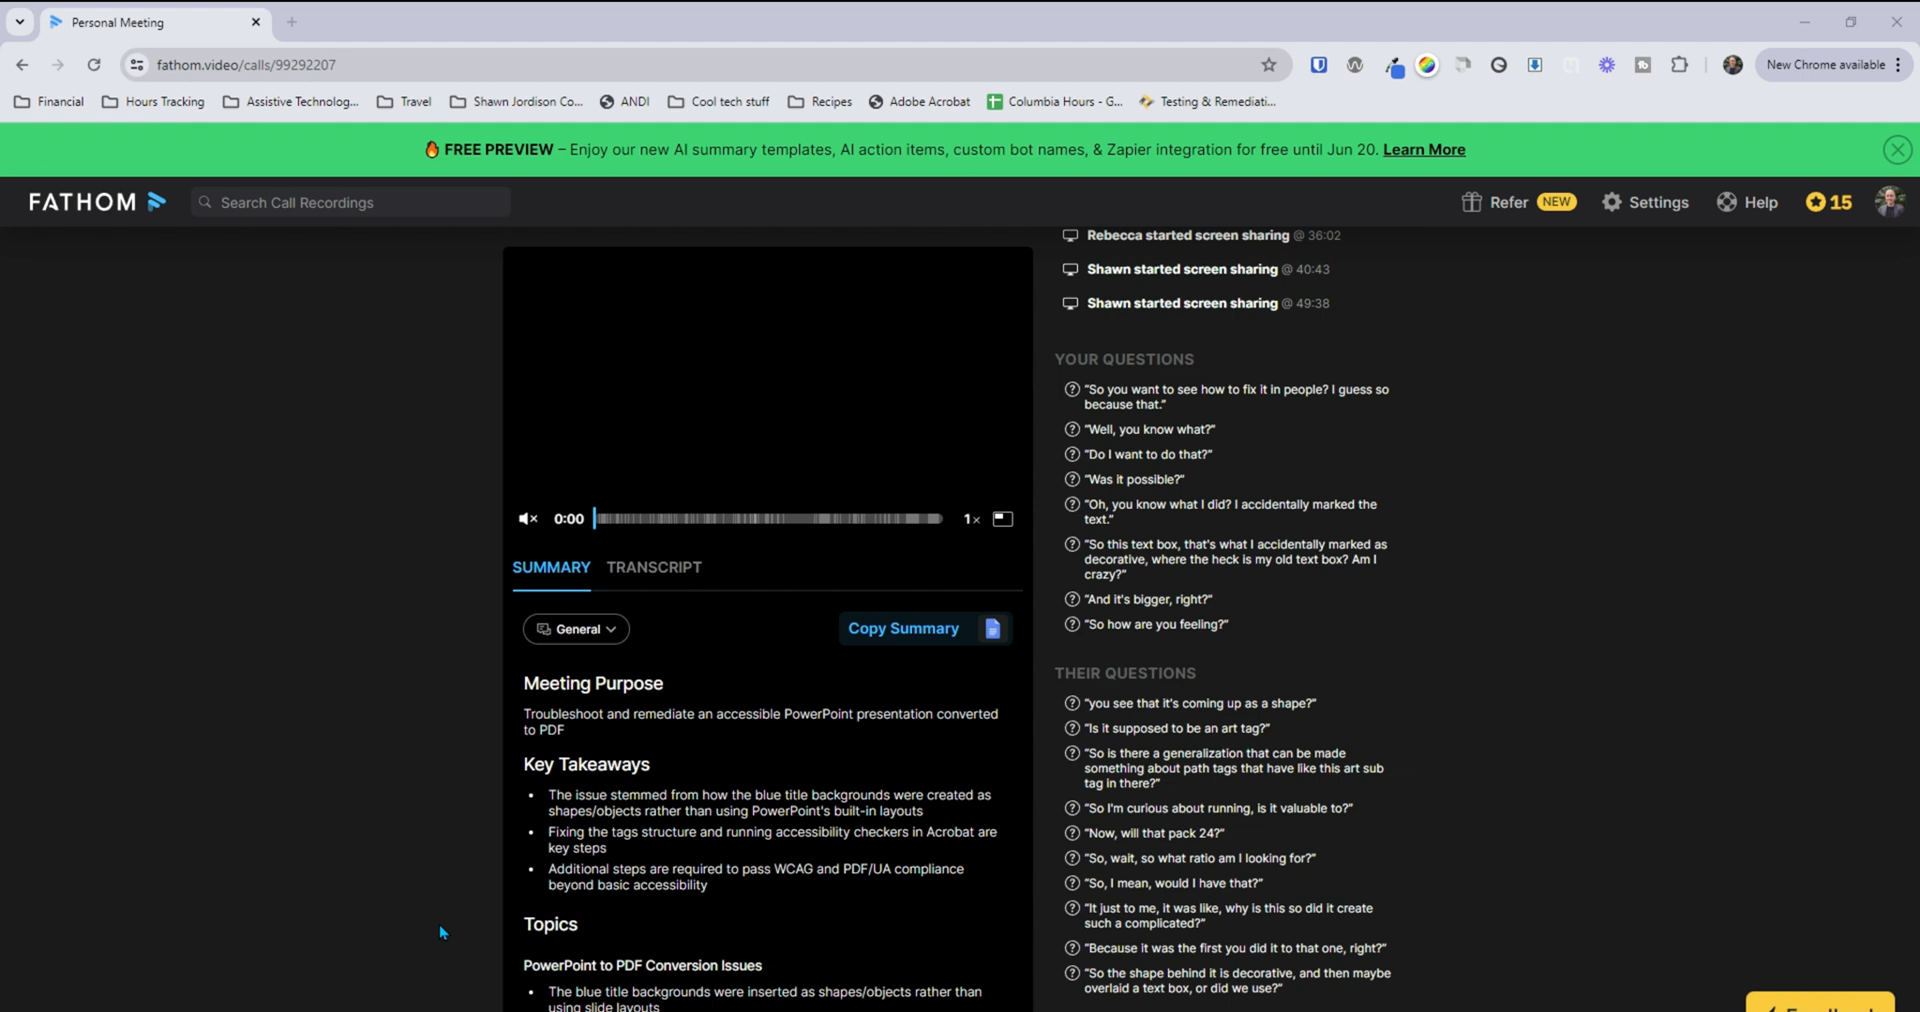 Personal Meeting
fathom.video/calls/99292207
New Chrome available
Financial
Hours Tracking
Assistive Technolog...
Travel
Shawn Jordison Co...
ANDI
Cool tech stuff
Recipes
Adobe Acrobat
Columbia Hours - G...
Testing & Remediati...
FREE PREVIEW – Enjoy our new AI summary templates, AI action items, custom bot names, & Zapier integration for free until Jun 20. Learn More
FATHOM
Search Call Recordings
Refer NEW
Settings
Help
15
0:00
1×
SUMMARY
TRANSCRIPT
General
Copy Summary
Meeting Purpose
Troubleshoot and remediate an accessible PowerPoint presentation converted
to PDF
Key Takeaways
• The issue stemmed from how the blue title backgrounds were created as
shapes/objects rather than using PowerPoint's built-in layouts
• Fixing the tags structure and running accessibility checkers in Acrobat are
key steps
• Additional steps are required to pass WCAG and PDF/UA compliance
beyond basic accessibility
Topics
PowerPoint to PDF Conversion Issues
• The blue title backgrounds were inserted as shapes/objects rather than
using slide layouts
Rebecca started screen sharing @ 36:02
Shawn started screen sharing @ 40:43
Shawn started screen sharing @ 49:38
YOUR QUESTIONS
“So you want to see how to fix it in people? I guess so
because that.”
“Well, you know what?”
“Do I want to do that?”
“Was it possible?”
“Oh, you know what I did? I accidentally marked the
text.”
“So this text box, that's what I accidentally marked as
decorative, where the heck is my old text box? Am I
crazy?”
“And it's bigger, right?”
“So how are you feeling?”
THEIR QUESTIONS
“you see that it's coming up as a shape?”
“Is it supposed to be an art tag?”
“So is there a generalization that can be made
something about path tags that have like this art sub
tag in there?”
“So I'm curious about running, is it valuable to?”
“Now, will that pack 24?”
“So, wait, so what ratio am I looking for?”
“So, I mean, would I have that?”
“It just to me, it was like, why is this so did it create
such a complicated?”
“Because it was the first you did it to that one, right?”
“So the shape behind it is decorative, and then maybe
overlaid a text box, or did we use?”